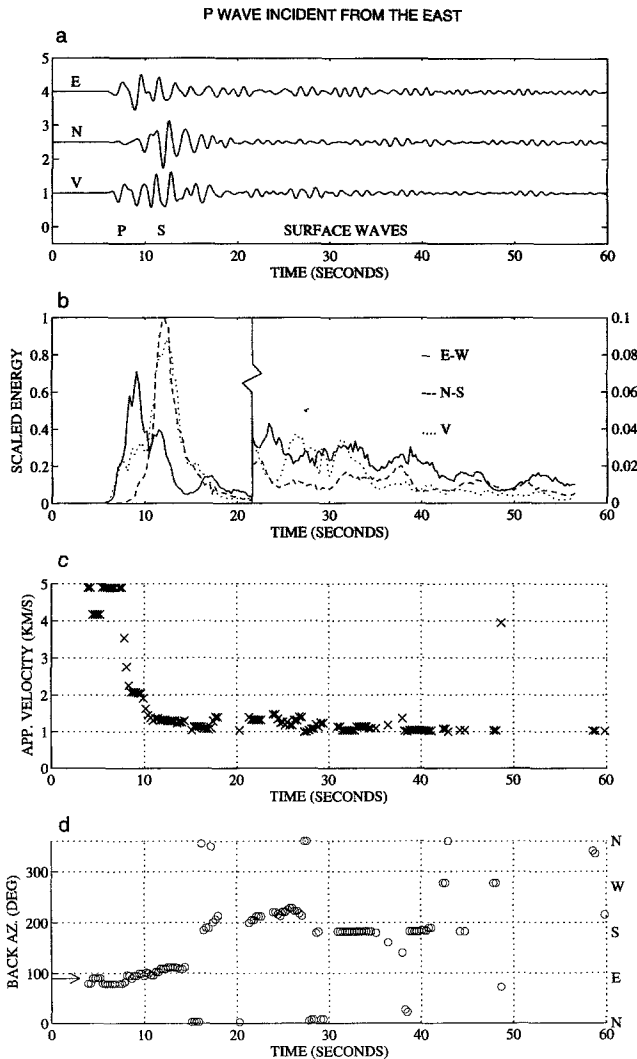 P WAVE INCIDENT FROM THE EAST
a
5
4
3
2
1
0
E
N
V
P
S
SURFACE WAVES
0 10 20 30 40 50 60
TIME (SECONDS)
b
SCALED ENERGY
1
0.8
0.6
0.4
0.2
0
0.1
0.08
0.06
0.04
0.02
0
E-W
N-S
V
0 10 20 30 40 50 60
TIME (SECONDS)
c
APP. VELOCITY (KM/S)
5
4
3
2
1
0
0 10 20 30 40 50 60
TIME (SECONDS)
d
BACK AZ. (DEG)
300
200
100
0
N
W
S
E
N
0 10 20 30 40 50 60
TIME (SECONDS)